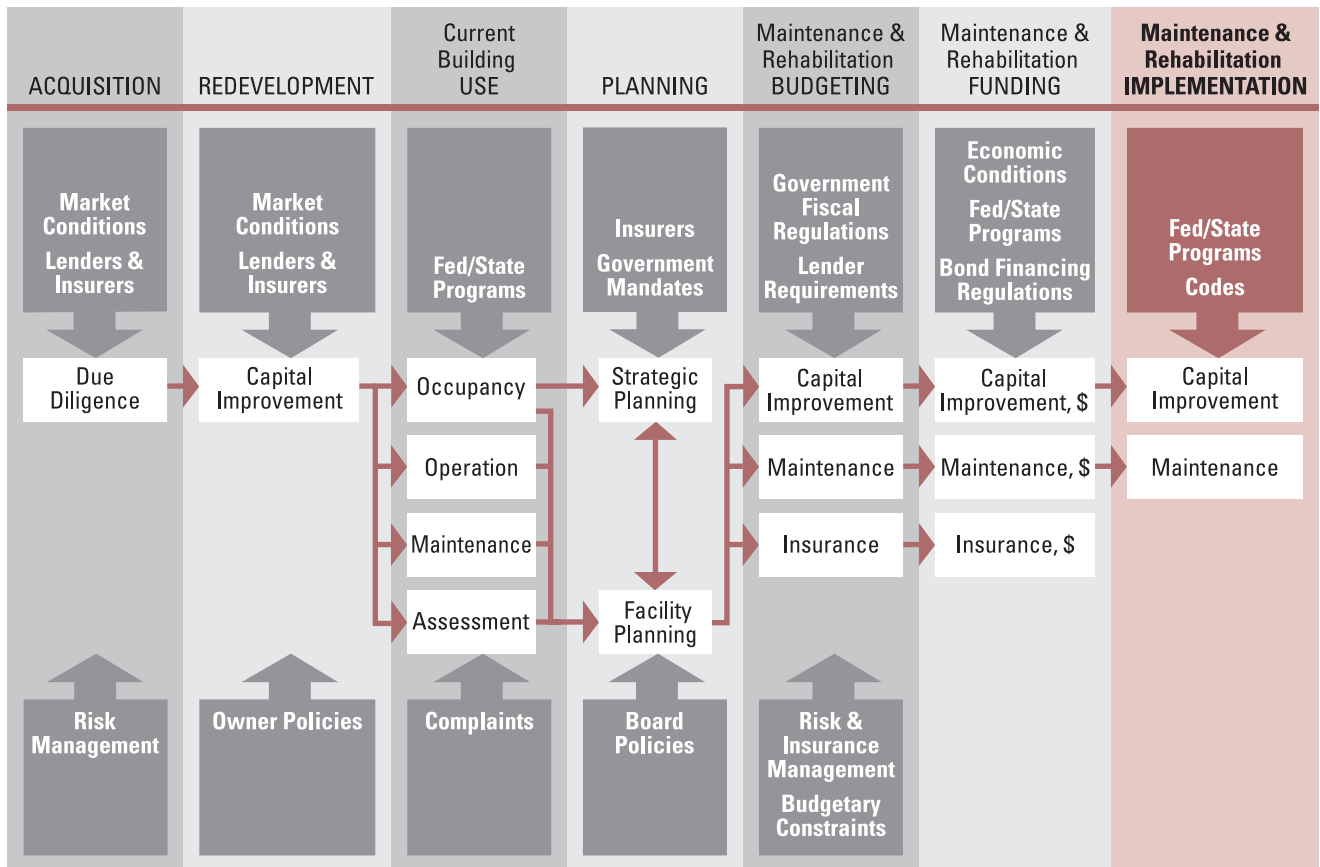 ACQUISITION
REDEVELOPMENT
Current
Building
USE
PLANNING
Maintenance &
Rehabilitation
BUDGETING
Maintenance &
Rehabilitation
FUNDING
Maintenance &
Rehabilitation
IMPLEMENTATION
Market
Conditions
Lenders &
Insurers
Market
Conditions
Lenders &
Insurers
Fed/State
Programs
Insurers
Government
Mandates
Government
Fiscal
Regulations
Lender
Requirements
Economic
Conditions
Fed/State
Programs
Bond Financing
Regulations
Fed/State
Programs
Codes
Due
Diligence
Capital
Improvement
Occupancy
Operation
Maintenance
Assessment
Strategic
Planning
Facility
Planning
Capital
Improvement
Maintenance
Insurance
Capital
Improvement, $
Maintenance, $
Insurance, $
Capital
Improvement
Maintenance
Risk
Management
Owner Policies
Complaints
Board
Policies
Risk &
Insurance
Management
Budgetary
Constraints